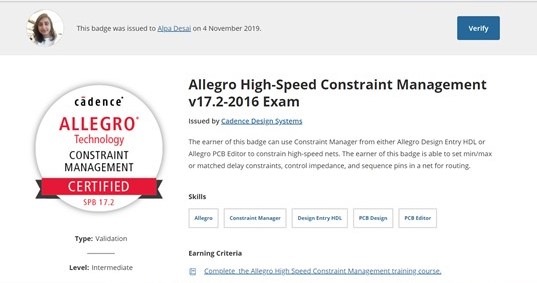 This badge was issued to Alpa Desai on 4 November 2019.
Verify
cādence®
ALLEGRO®
Technology
CONSTRAINT
MANAGEMENT
CERTIFIED
SPB 17.2
Type: Validation
Level: Intermediate
Allegro High-Speed Constraint Management
v17.2-2016 Exam
Issued by Cadence Design Systems
The earner of this badge can use Constraint Manager from either Allegro Design Entry HDL or
Allegro PCB Editor to constrain high-speed nets. The earner of this badge is able to set min/max
or matched delay constraints, control impedance, and sequence pins in a net for routing.
Skills
Allegro Constraint Manager Design Entry HDL PCB Design PCB Editor
Earning Criteria
Complete the Allegro High Speed Constraint Management training course.